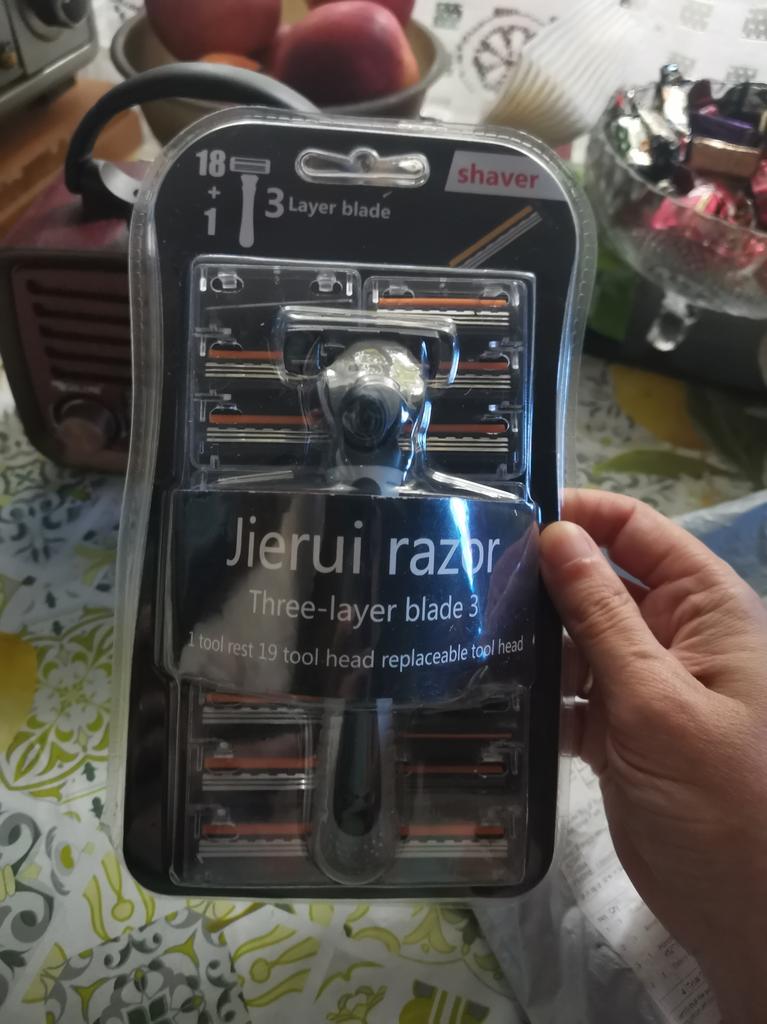 18
+
1
3 Layer blade
shaver
Jierui razor
Three-layer blade 3
1 tool rest 19 tool head replaceable tool head